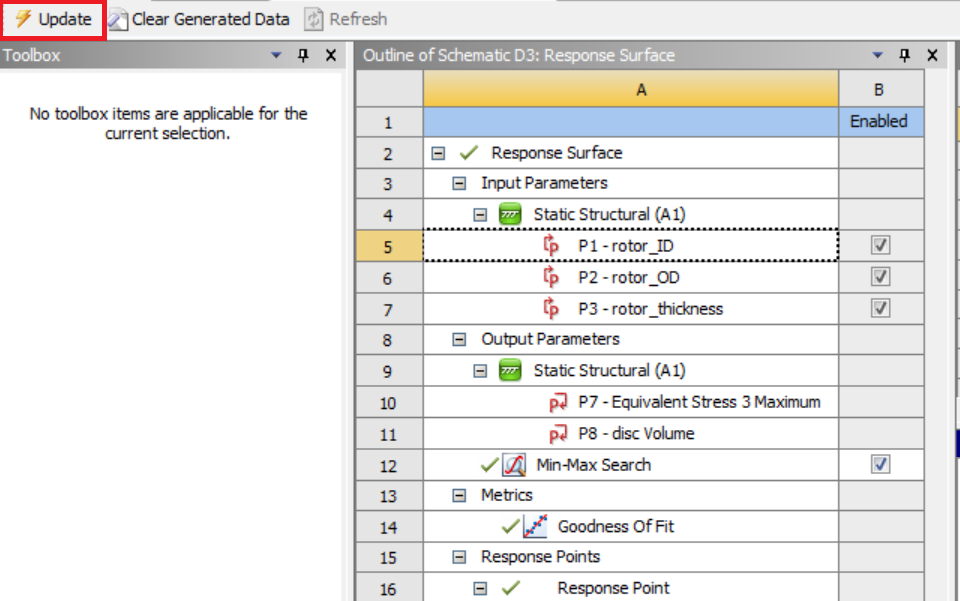 Update Clear Generated Data Refresh
Toolbox
No toolbox items are applicable for the
current selection.
Outline of Schematic D3: Response Surface
A B
1 Enabled
2 Response Surface
3 Input Parameters
4 Static Structural (A1)
5 P1 - rotor_ID
6 P2 - rotor_OD
7 P3 - rotor_thickness
8 Output Parameters
9 Static Structural (A1)
10 P7 - Equivalent Stress 3 Maximum
11 P8 - disc Volume
12 Min-Max Search
13 Metrics
14 Goodness Of Fit
15 Response Points
16 Response Point